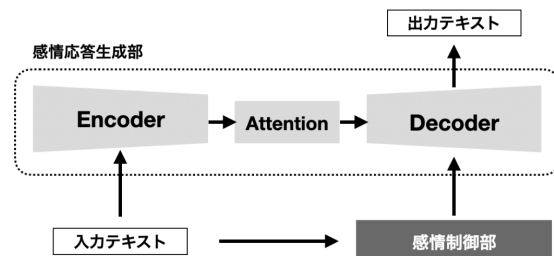 出力テキスト
感情応答生成部
Encoder
Attention
Decoder
入力テキスト
感情制御部